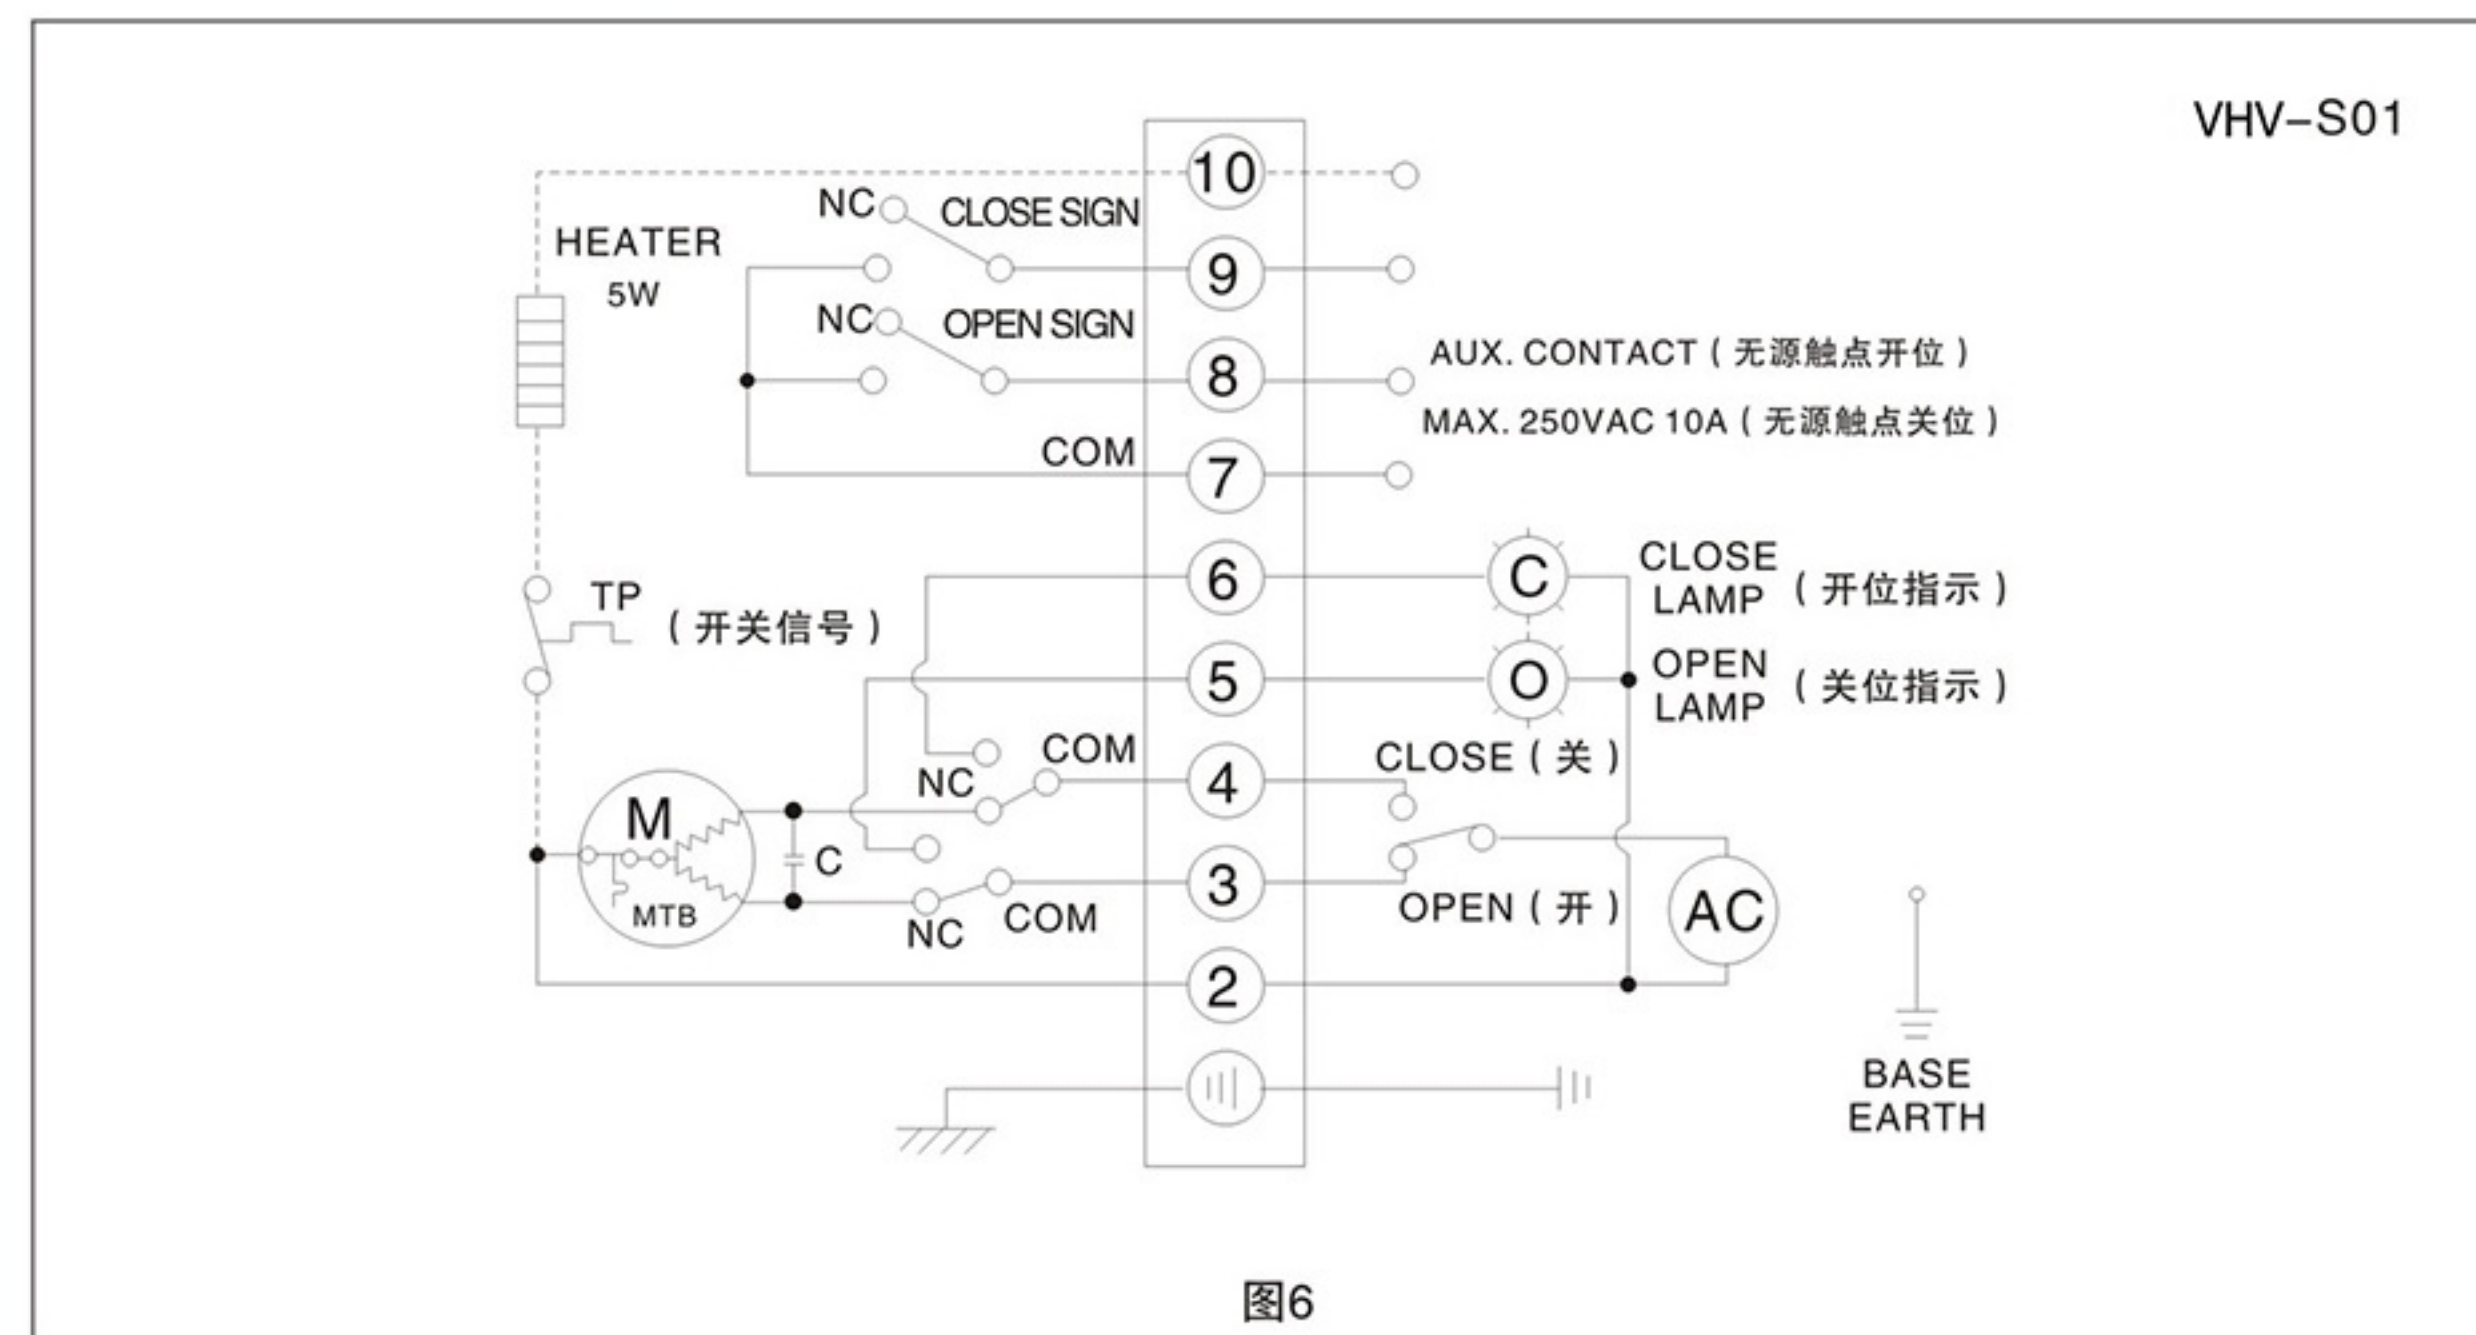 VHV-S01
10
NC
CLOSE SIGN
HEATER
5W
9
NC
OPEN SIGN
8
AUX. CONTACT ( 无源触点开位 )
MAX. 250VAC 10A ( 无源触点关位 )
COM
7
6
C
CLOSE
LAMP ( 开位指示 )
TP
( 开关信号 )
5
O
OPEN
LAMP ( 关位指示 )
COM
NC
4
CLOSE ( 关 )
M
C
MTB
3
NC
COM
OPEN ( 开 )
AC
2
BASE
EARTH
图6